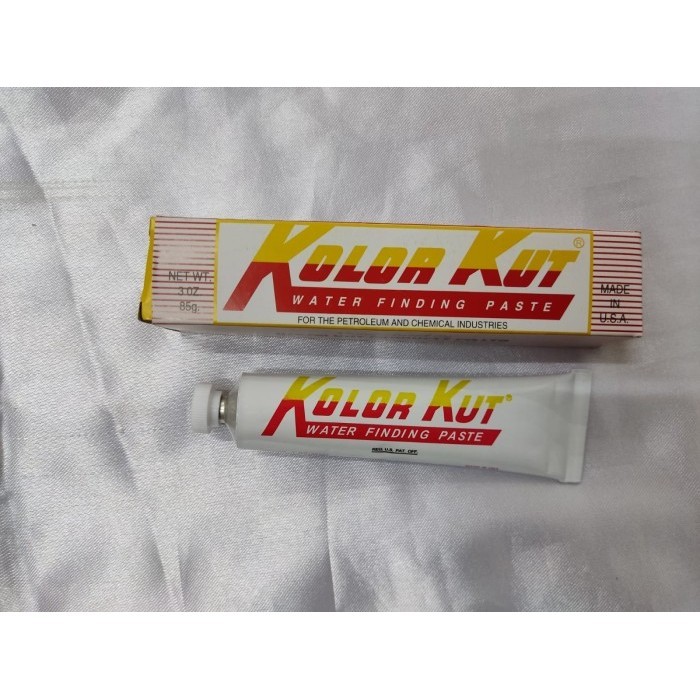 NET WT.
3 OZ.
85g.
KOLOR KUT®
WATER FINDING PASTE
FOR THE PETROLEUM AND CHEMICAL INDUSTRIES
MADE
IN
U.S.A.
KOLOR KUT®
WATER FINDING PASTE
REG. U.S. PAT. OFF.